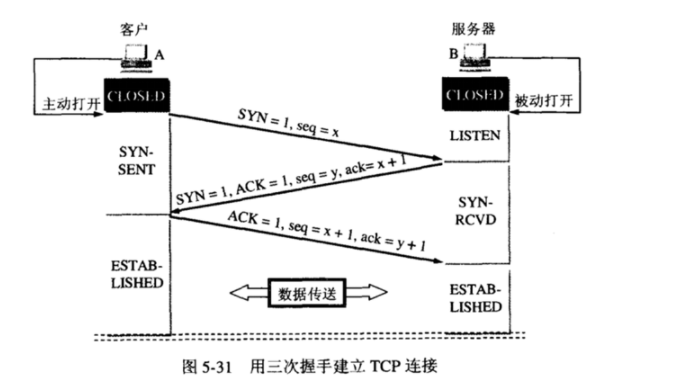 客户
服务器
A
B
主动打开
CLOSED
CLOSED
被动打开
SYN = 1, seq = x
LISTEN
SYN-
SENT
SYN = 1, ACK = 1, seq = y, ack= x + 1
SYN-
RCVD
ACK = 1, seq = x + 1, ack = y + 1
ESTAB-
LISHED
数据传送
ESTAB-
LISHED
图 5-31 用三次握手建立 TCP 连接